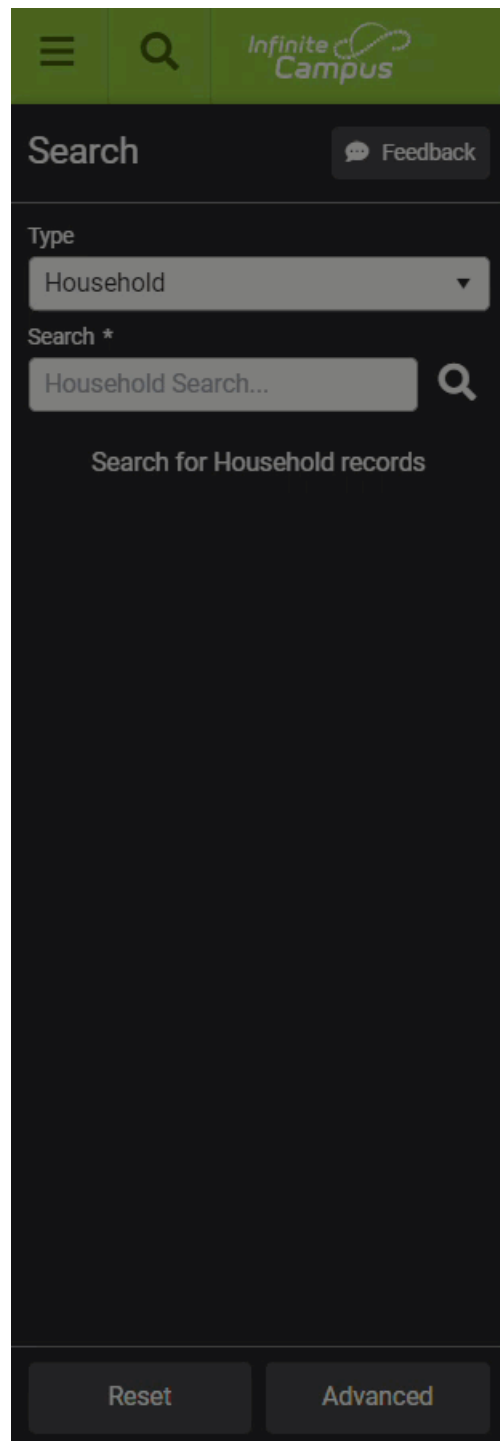 Infinite
Campus
Search
Feedback
Type
Household
Search *
Household Search...
Search for Household records
Reset
Advanced